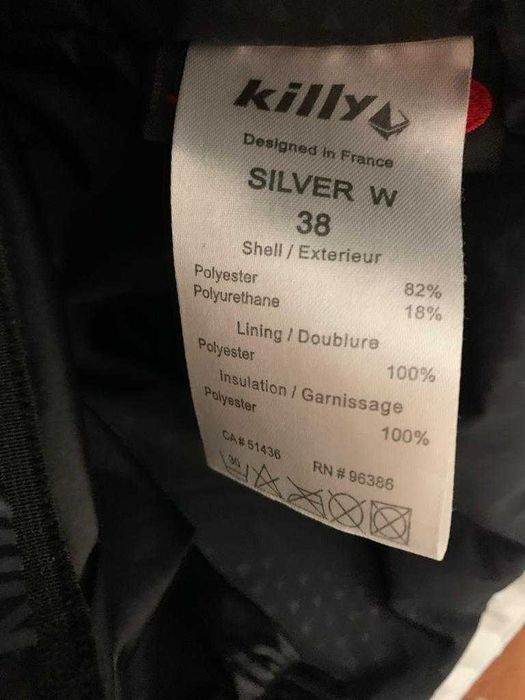 killy
Designed in France
SILVER W
38
Shell / Exterieur
Polyester 82%
Polyurethane 18%
Lining / Doublure
Polyester 100%
Insulation / Garnissage
Polyester 100%
CA# 51436 RN # 96386
30